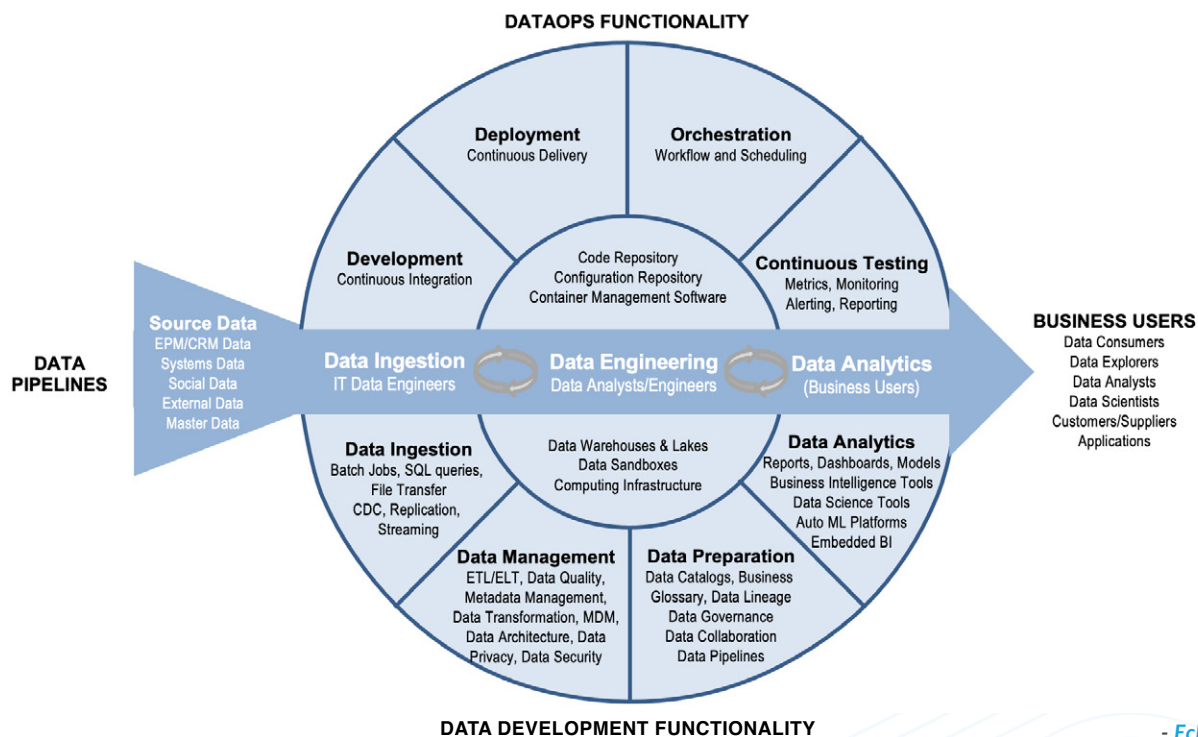 DATAOPS FUNCTIONALITY
Deployment
Continuous Delivery
Orchestration
Workflow and Scheduling
Development
Continuous Integration
Code Repository
Configuration Repository
Container Management Software
Continuous Testing
Metrics, Monitoring
Alerting, Reporting
DATA
PIPELINES
Source Data
EPM/CRM Data
Systems Data
Social Data
External Data
Master Data
Data Ingestion
IT Data Engineers
Data Engineering
Data Analysts/Engineers
Data Analytics
(Business Users)
BUSINESS USERS
Data Consumers
Data Explorers
Data Analysts
Data Scientists
Customers/Suppliers
Applications
Data Ingestion
Batch Jobs, SQL queries,
File Transfer
CDC, Replication,
Streaming
Data Warehouses & Lakes
Data Sandboxes
Computing Infrastructure
Data Analytics
Reports, Dashboards, Models
Business Intelligence Tools
Data Science Tools
Auto ML Platforms
Embedded BI
Data Management
ETL/ELT, Data Quality,
Metadata Management,
Data Transformation, MDM,
Data Architecture, Data
Privacy, Data Security
Data Preparation
Data Catalogs, Business
Glossary, Data Lineage
Data Governance
Data Collaboration
Data Pipelines
DATA DEVELOPMENT FUNCTIONALITY